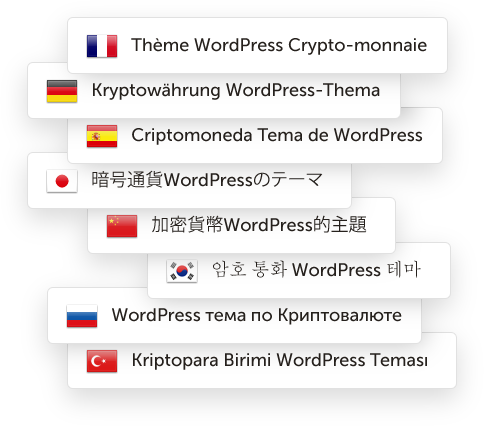 Thème WordPress Crypto-monnaie
Kryptowährung WordPress-Thema
Criptomoneda Tema de WordPress
暗号通貨WordPressのテーマ
加密貨幣WordPress的主題
암호 통화 WordPress 테마
WordPress тема по Криптовалюте
Kriptopara Birimi WordPress Teması